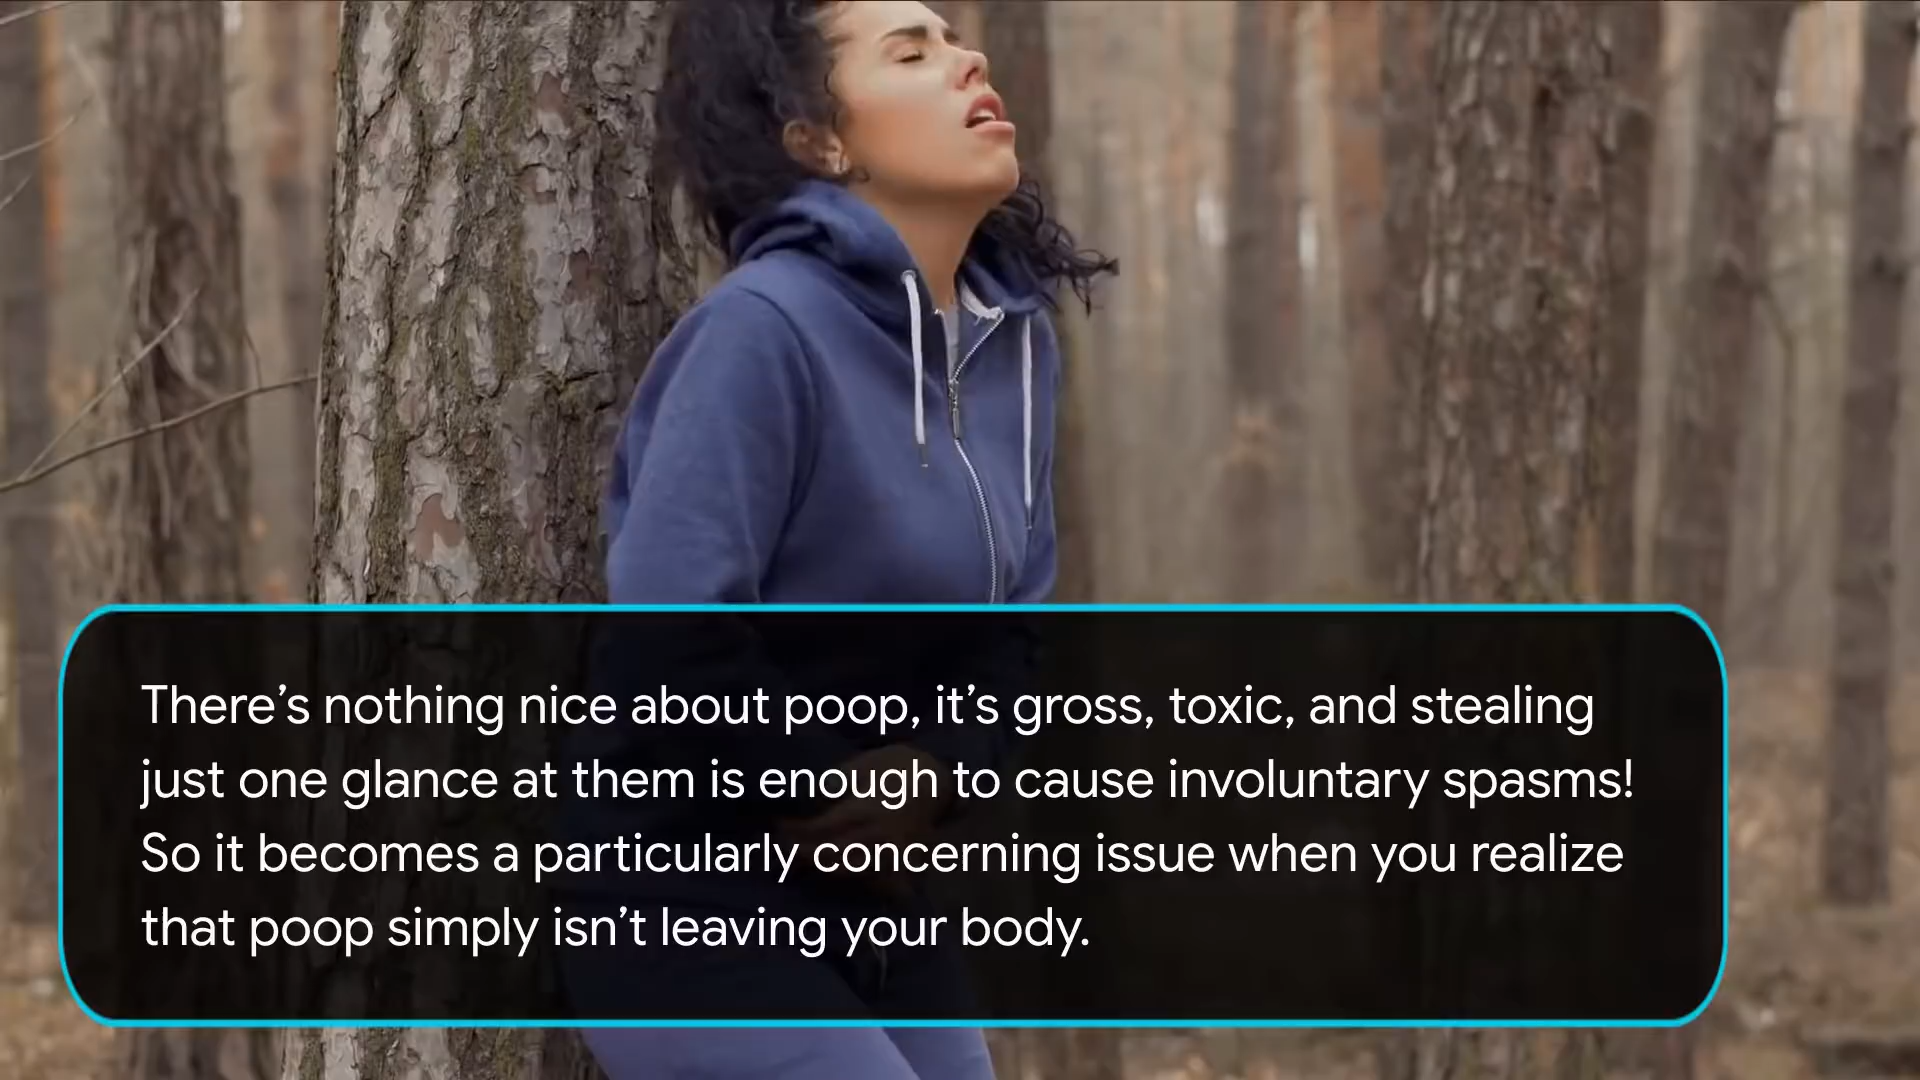 There’s nothing nice about poop, it’s gross, toxic, and stealing
just one glance at them is enough to cause involuntary spasms!
So it becomes a particularly concerning issue when you realize
that poop simply isn’t leaving your body.